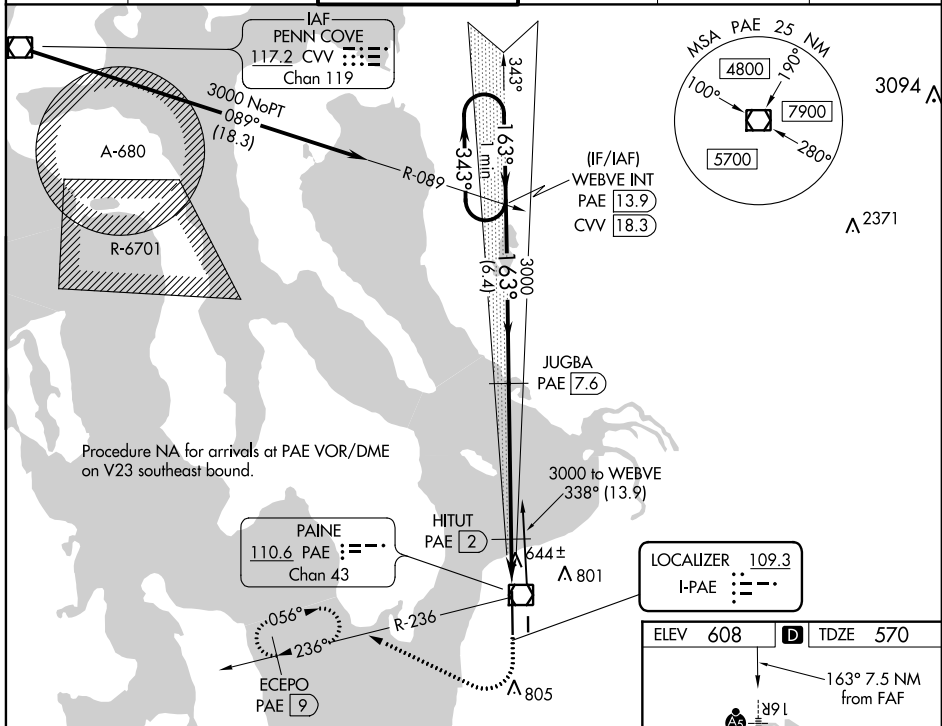 IAF
PENN COVE
117.2 CVV
Chan 119
3000 NoPT
089°
(18.3)
R-089
A-680
R-6701
343°
163°
1 min
343°
(IF/IAF)
WEBVE INT
PAE 13.9
CVV 18.3
MSA PAE 25 NM
4800
190°
100°
7900
280°
5700
3094
2371
3000
163°
(6.4)
JUGBA
PAE 7.6
Procedure NA for arrivals at PAE VOR/DME
on V23 southeast bound.
3000 to WEBVE
338° (13.9)
HITUT
PAE 2
644±
801
PAINE
110.6 PAE
Chan 43
LOCALIZER 109.3
I-PAE
R-236
056°
236°
ECEPO
PAE 9
805
ELEV 608 D TDZE 570
163° 7.5 NM
from FAF
16R
A5